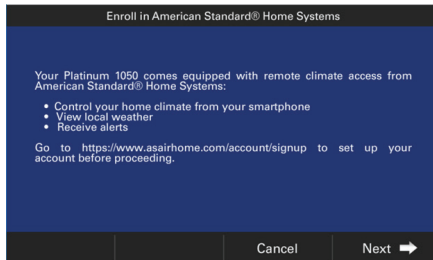 Enroll in American Standard® Home Systems
Your Platinum 1050 comes equipped with remote climate access from
American Standard® Home Systems:
• Control your home climate from your smartphone
• View local weather
• Receive alerts
Go to https://www.asairhome.com/account/signup to set up your
account before proceeding.
Cancel Next